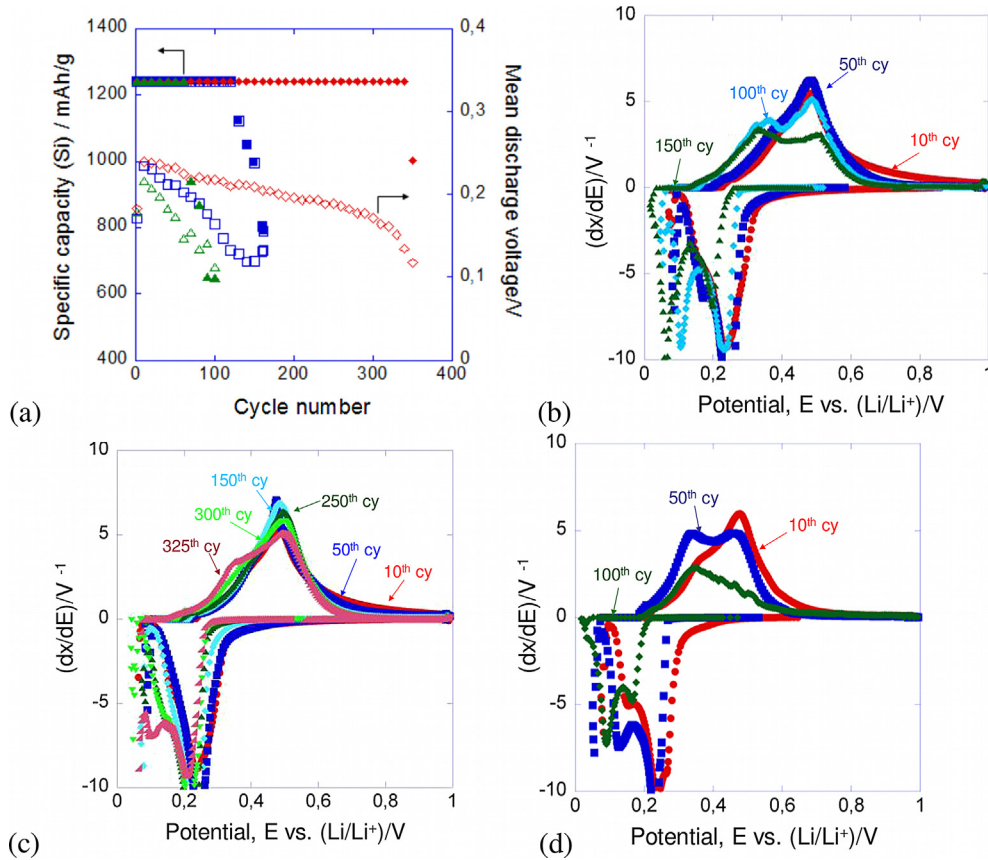 1400
1200
1000
800
600
400
0,4
0,3
0,2
0,1
0
0 100 200 300 400
Specific capacity (Si) / mAh/g
Mean discharge voltage/V
Cycle number
(a)
10
5
0
-5
-10
0 0,2 0,4 0,6 0,8 1
(dx/dE)/V⁻¹
50th cy
100th cy
150th cy
10th cy
Potential, E vs. (Li/Li⁺)/V
(b)
10
5
0
-5
-10
0 0,2 0,4 0,6 0,8 1
(dx/dE)/V⁻¹
150th cy
250th cy
300th cy
325th cy
50th cy
10th cy
Potential, E vs. (Li/Li⁺)/V
(c)
10
5
0
-5
-10
0 0,2 0,4 0,6 0,8 1
(dx/dE)/V⁻¹
50th cy
10th cy
100th cy
Potential, E vs. (Li/Li⁺)/V
(d)